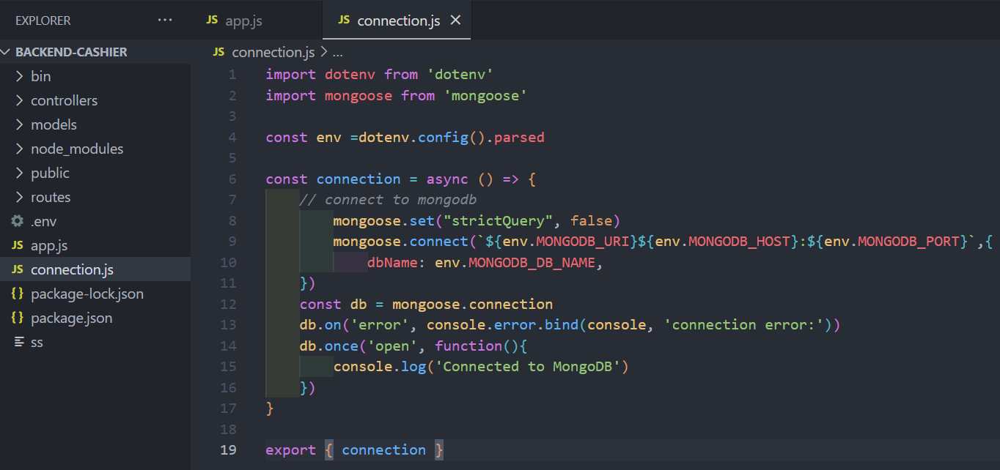 EXPLORER
...
JS app.js
JS connection.js
BACKEND-CASHIER
bin
controllers
models
node_modules
public
routes
.env
JS app.js
JS connection.js
{} package-lock.json
{} package.json
ss
JS connection.js > ...
1 import dotenv from 'dotenv'
2 import mongoose from 'mongoose'
3
4 const env =dotenv.config().parsed
5
6 const connection = async () => {
7     // connect to mongodb
8         mongoose.set("strictQuery", false)
9         mongoose.connect(`${env.MONGODB_URI}${env.MONGODB_HOST}:${env.MONGODB_PORT}`,{
10             dbName: env.MONGODB_DB_NAME,
11     })
12     const db = mongoose.connection
13     db.on('error', console.error.bind(console, 'connection error:'))
14     db.once('open', function(){
15         console.log('Connected to MongoDB')
16     })
17 }
18
19 export { connection }